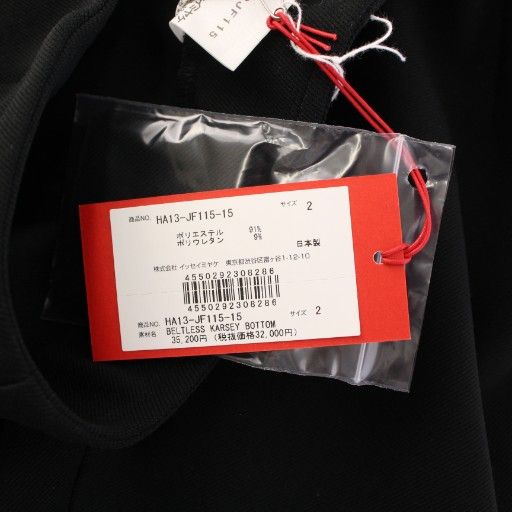 JF115
商品NO. HA13-JF115-15 サイズ 2
ポリエステル 91%
ポリウレタン 9%
日本製
株式会社 イッセイミヤケ 東京都渋谷区富ヶ谷1-12-10
4550292308286
4550292308286
商品NO. HA13-JF115-15 サイズ 2
素材名 BELTLESS KARSEY BOTTOM
35,200円 (税抜価格32,000円)